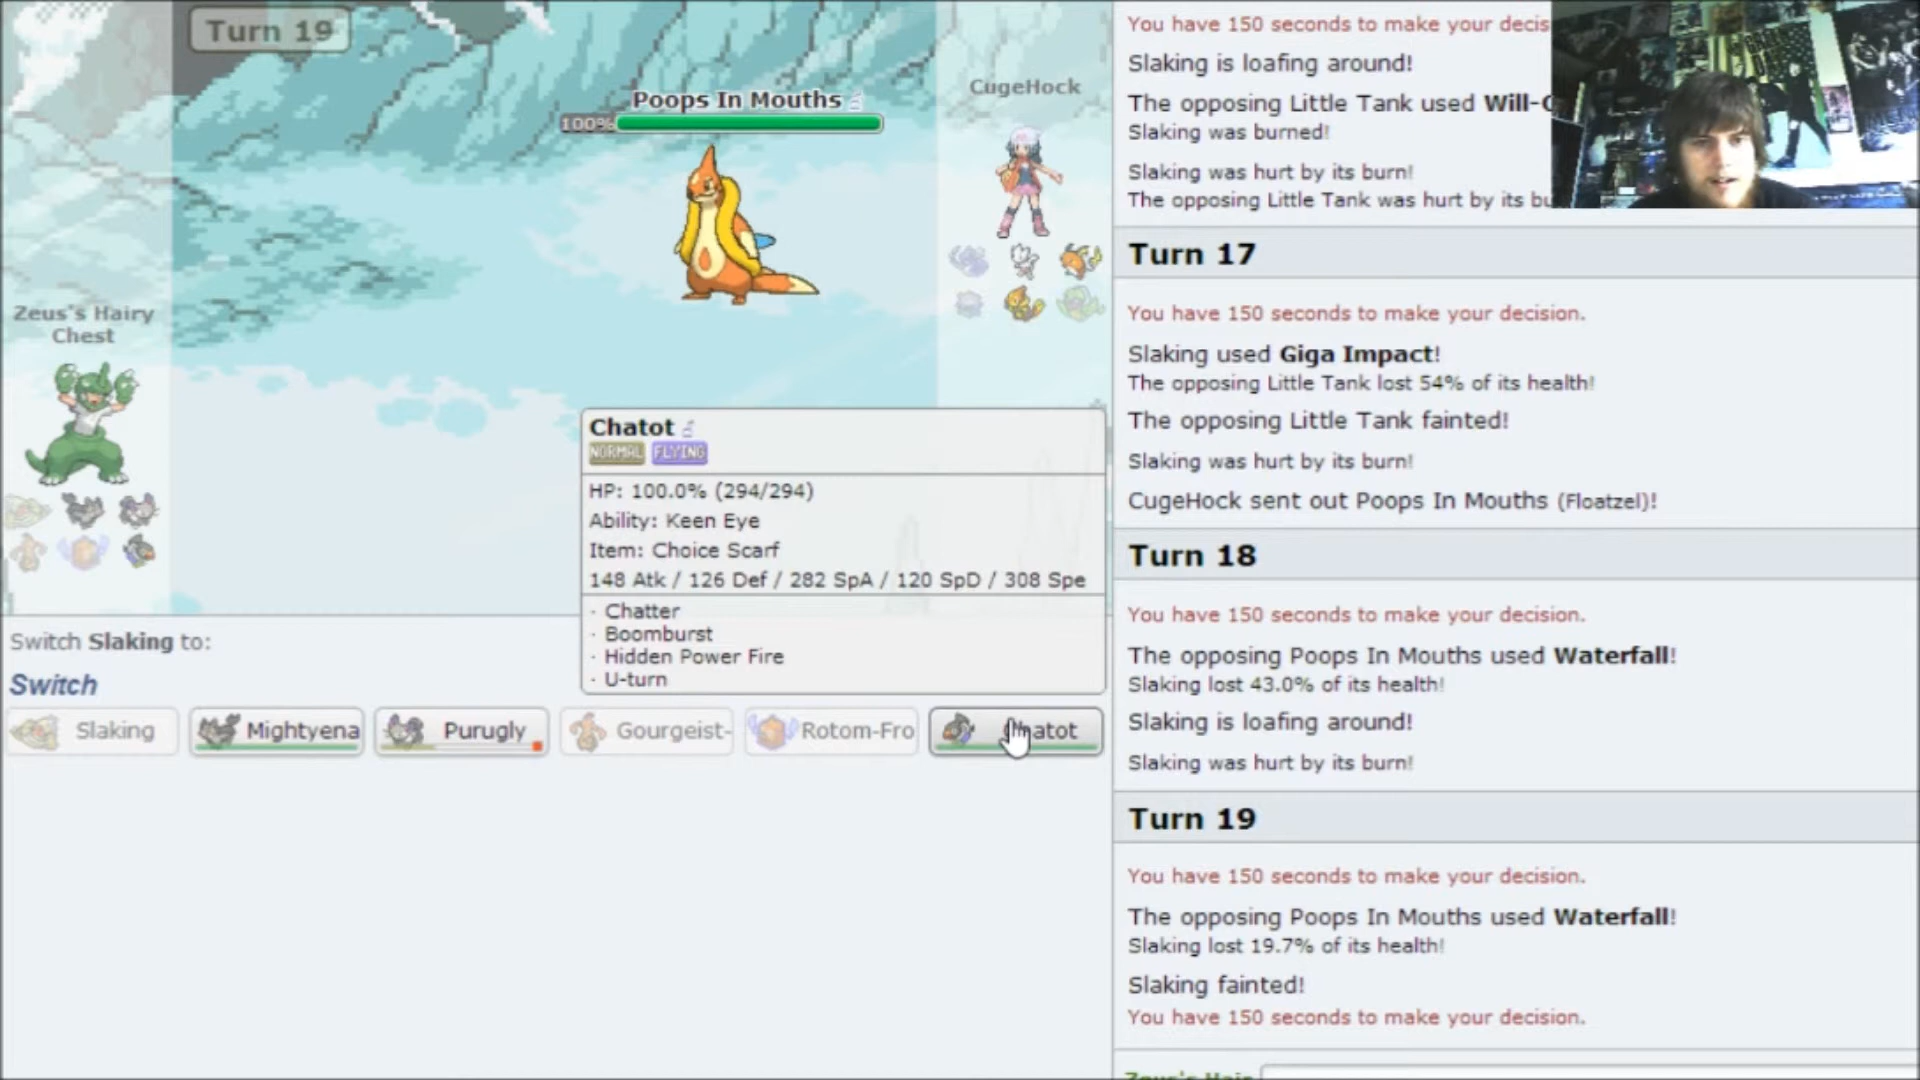 Turn 19
Poops In Mouths
100%
CugeHock
Zeus's Hairy
Chest
Chatot
NORMAL FLYING
HP: 100.0% (294/294)
Ability: Keen Eye
Item: Choice Scarf
148 Atk / 126 Def / 282 SpA / 120 SpD / 308 Spe
· Chatter
· Boomburst
· Hidden Power Fire
· U-turn
Switch Slaking to:
Switch
Slaking
Mightyena
Purugly
Gourgeist-
Rotom-Fro
You have 150 seconds to make your decis
Slaking is loafing around!
The opposing Little Tank used Will-
Slaking was burned!
Slaking was hurt by its burn!
The opposing Little Tank was hurt by its bu
Turn 17
You have 150 seconds to make your decision.
Slaking used Giga Impact!
The opposing Little Tank lost 54% of its health!
The opposing Little Tank fainted!
Slaking was hurt by its burn!
CugeHock sent out Poops In Mouths (Floatzel)!
Turn 18
You have 150 seconds to make your decision.
The opposing Poops In Mouths used Waterfall!
Slaking lost 43.0% of its health!
Slaking is loafing around!
Slaking was hurt by its burn!
Turn 19
You have 150 seconds to make your decision.
The opposing Poops In Mouths used Waterfall!
Slaking lost 19.7% of its health!
Slaking fainted!
You have 150 seconds to make your decision.
Zeus's Hair